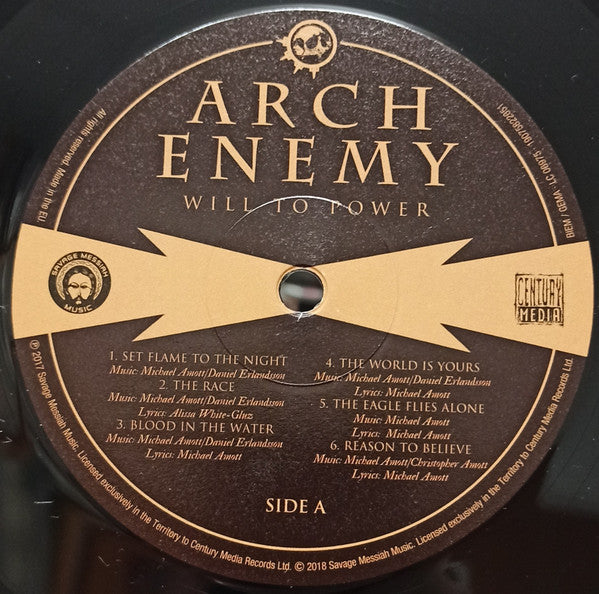 ARCH
ENEMY
WILL TO POWER
SAVAGE MESSIAH
MUSIC
CENTURY
MEDIA
1. SET FLAME TO THE NIGHT
Music: Michael Amott/Daniel Erlandsson
2. THE RACE
Music: Michael Amott/Daniel Erlandsson
Lyrics: Alissa White-Gluz
3. BLOOD IN THE WATER
Music: Michael Amott/Daniel Erlandsson
Lyrics: Michael Amott
4. THE WORLD IS YOURS
Music: Michael Amott/Daniel Erlandsson
Lyrics: Michael Amott
5. THE EAGLE FLIES ALONE
Music: Michael Amott
Lyrics: Michael Amott
6. REASON TO BELIEVE
Music: Michael Amott/Christopher Amott
Lyrics: Michael Amott
SIDE A
All rights reserved. Made in the EU.
BIEM / GEMA · LC 06975 · 19075822851
℗ 2017 Savage Messiah Music. Licensed exclusively in the Territory to Century Media Records Ltd. © 2018 Savage Messiah Music. Licensed exclusively in the Territory to Century Media Records Ltd.